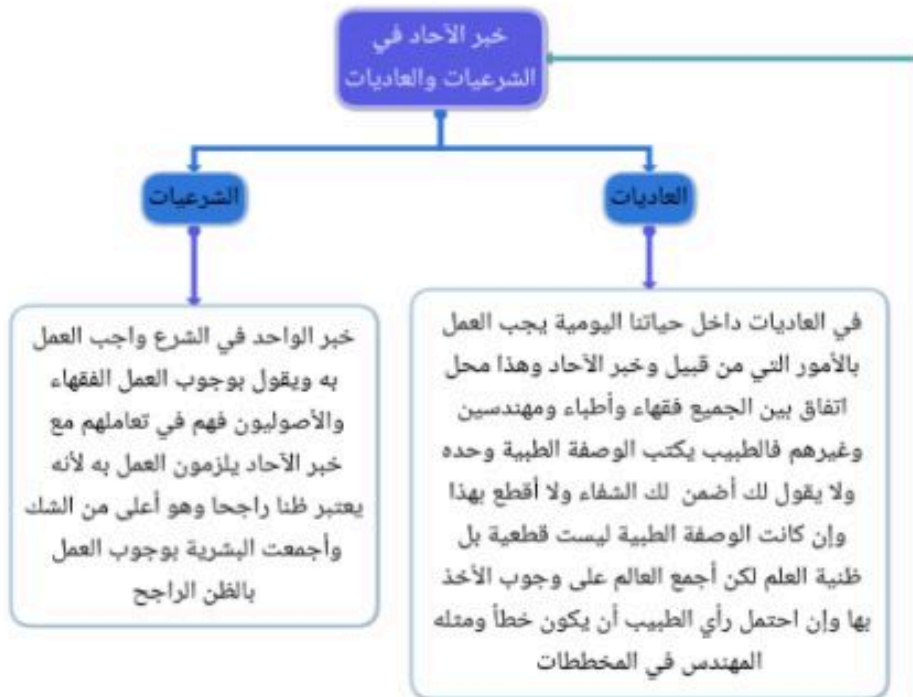 خبر الآحاد في
الشرعيات والعاديات
العاديات
الشرعيات
في العاديات داخل حياتنا اليومية يجب العمل
بالأمور التي من قبيل وخبر الآحاد وهذا محل
اتفاق بين الجميع فقهاء وأطباء ومهندسين
وغيرهم فالطبيب يكتب الوصفة الطبية وحده
ولا يقول لك أضمن لك الشفاء ولا أقطع بهذا
وإن كانت الوصفة الطبية ليست قطعية بل
ظنية العلم لكن أجمع العالم على وجوب الأخذ
بها وإن احتمل رأي الطبيب أن يكون خطأ ومثله
المهندس في المخططات
خبر الواحد في الشرع واجب العمل
به ويقول بوجوب العمل الفقهاء
والأصوليون فهم في تعاملهم مع
خبر الآحاد يلزمون العمل به لأنه
يعتبر ظنا راجحا وهو أعلى من الشك
وأجمعت البشرية بوجوب العمل
بالظن الراجح